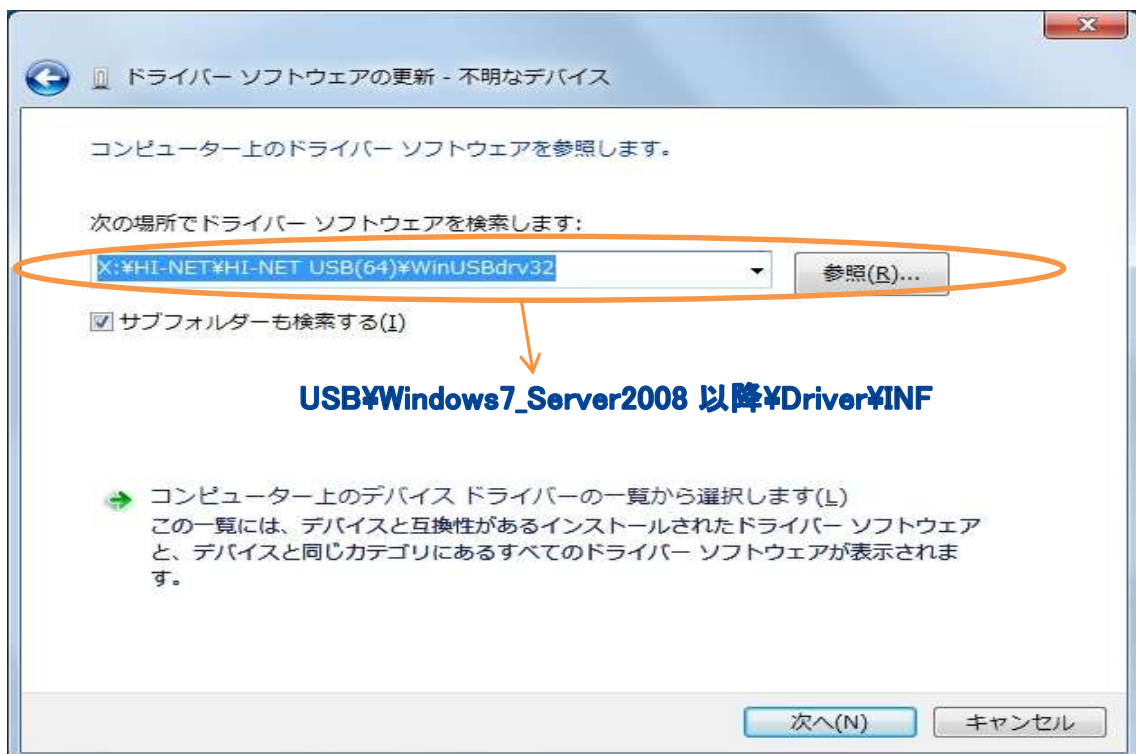 ドライバー ソフトウェアの更新 - 不明なデバイス
コンピューター上のドライバー ソフトウェアを参照します。
次の場所でドライバー ソフトウェアを検索します:
X:¥HI-NET¥HI-NET USB(64)¥WinUSBdrv32
参照(R)...
サブフォルダーも検索する(I)
USB¥Windows7_Server2008 以降¥Driver¥INF
コンピューター上のデバイス ドライバーの一覧から選択します(L)
この一覧には、デバイスと互換性があるインストールされたドライバー ソフトウェア
と、デバイスと同じカテゴリにあるすべてのドライバー ソフトウェアが表示されま
す。
次へ(N)
キャンセル